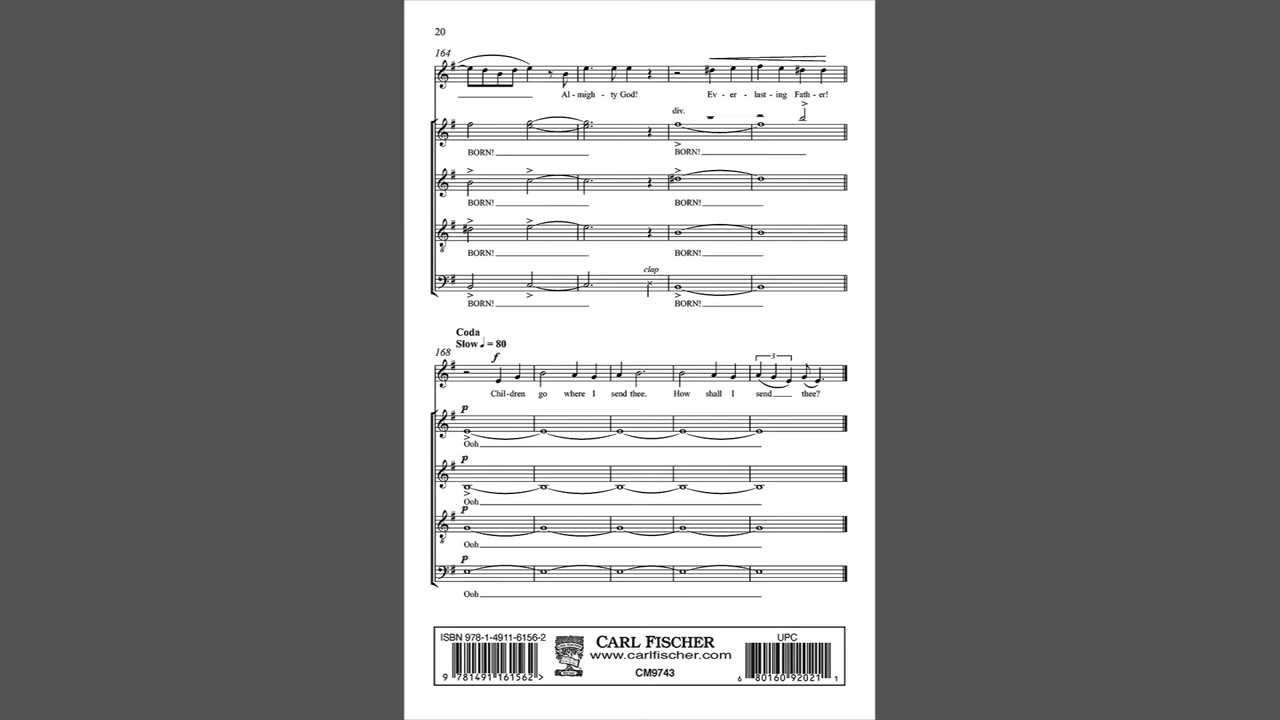 20
164
Al - migh - ty God! Ev - er - last - ing Fath - er!
div.
BORN! BORN!
BORN! BORN!
BORN! BORN!
clap
BORN! BORN!
Coda
Slow ♩ = 80
168
f
3
Chil - dren go where I send thee. How shall I send thee?
p
Ooh
p
Ooh
p
Ooh
p
Ooh
ISBN 978-1-4911-6156-2
9 781491 161562 >
CARL FISCHER
www.carlfischer.com
CM9743
UPC
6 80160 92021 1